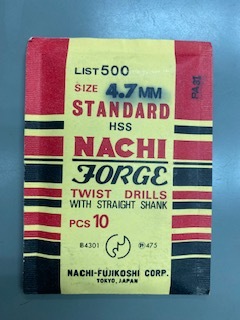 LIST 500
SIZE 4.7MM
STANDARD
HSS
NACHI
FORGE
TWIST DRILLS
WITH STRAIGHT SHANK
PCS 10
B4301
475
NACHI-FUJIKOSHI CORP.
TOKYO, JAPAN